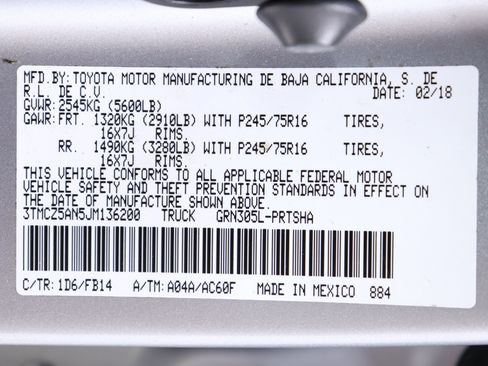 MFD.BY: TOYOTA MOTOR MANUFACTURING DE BAJA CALIFORNIA, S. DE
R.L. DE C.V. DATE: 02/18
GVWR: 2545KG (5600LB)
GAWR: FRT. 1320KG (2910LB) WITH P245/75R16 TIRES,
16X7J RIMS.
RR. 1490KG (3280LB) WITH P245/75R16 TIRES,
16X7J RIMS.
THIS VEHICLE CONFORMS TO ALL APPLICABLE FEDERAL MOTOR
VEHICLE SAFETY AND THEFT PREVENTION STANDARDS IN EFFECT ON
THE DATE OF MANUFACTURE SHOWN ABOVE.
3TMCZ5AN5JM136200 TRUCK GRN305L-PRTSHA
C/TR: 1D6/FB14 A/TM: A04A/AC60F MADE IN MEXICO 884